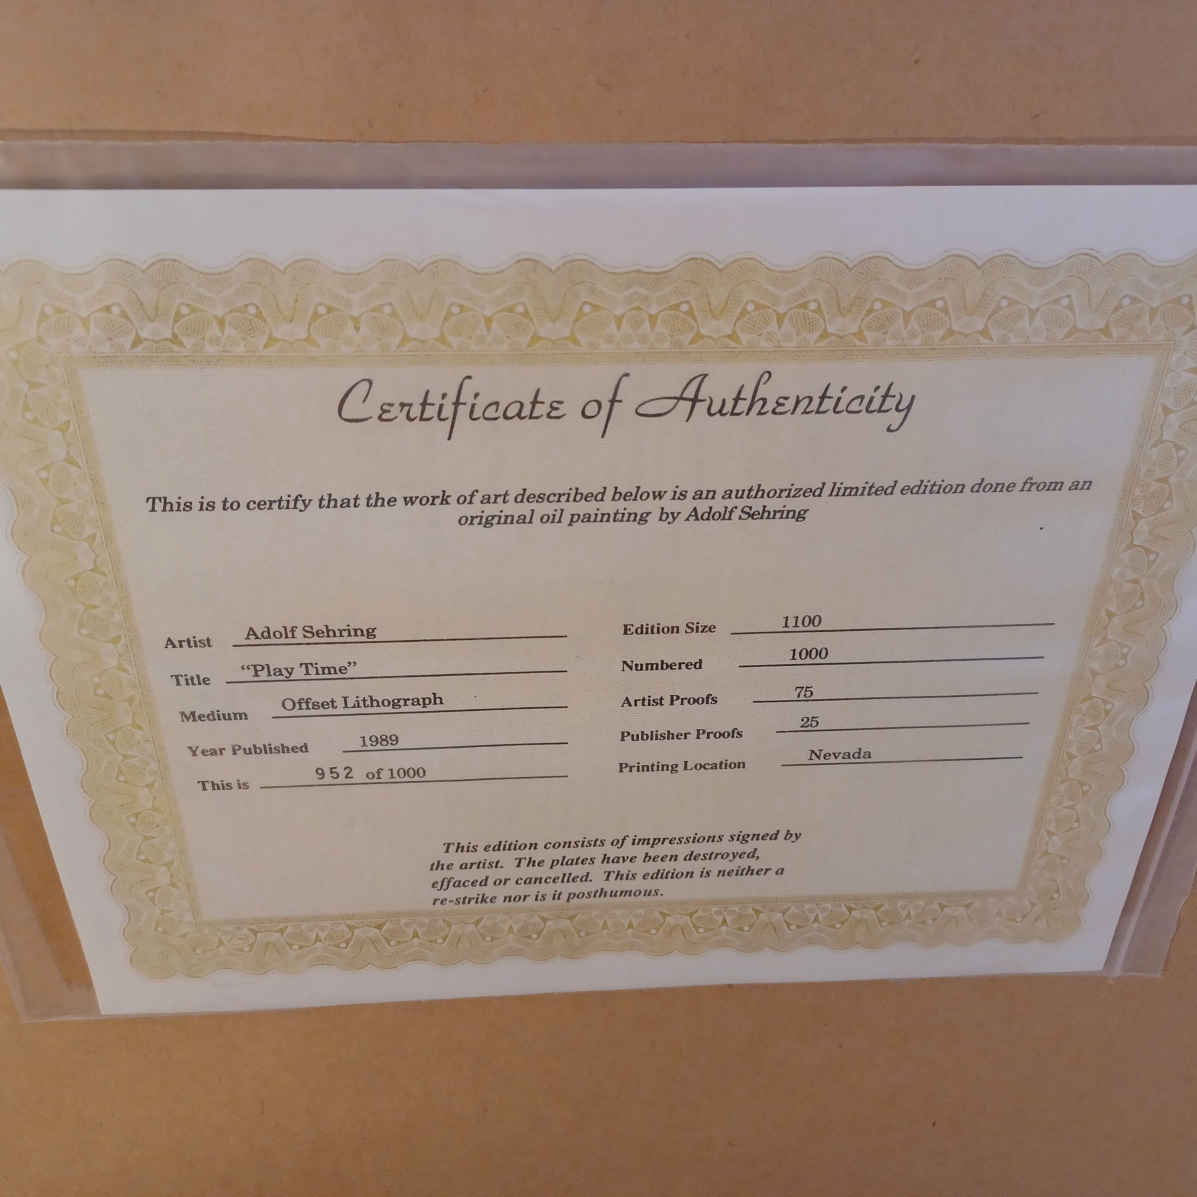 Certificate of Authenticity
This is to certify that the work of art described below is an authorized limited edition done from an
original oil painting by Adolf Sehring
Artist Adolf Sehring
Title "Play Time"
Medium Offset Lithograph
Year Published 1989
This is 952 of 1000
Edition Size 1100
Numbered 1000
Artist Proofs 75
Publisher Proofs 25
Printing Location Nevada
This edition consists of impressions signed by
the artist. The plates have been destroyed,
effaced or cancelled. This edition is neither a
re-strike nor is it posthumous.